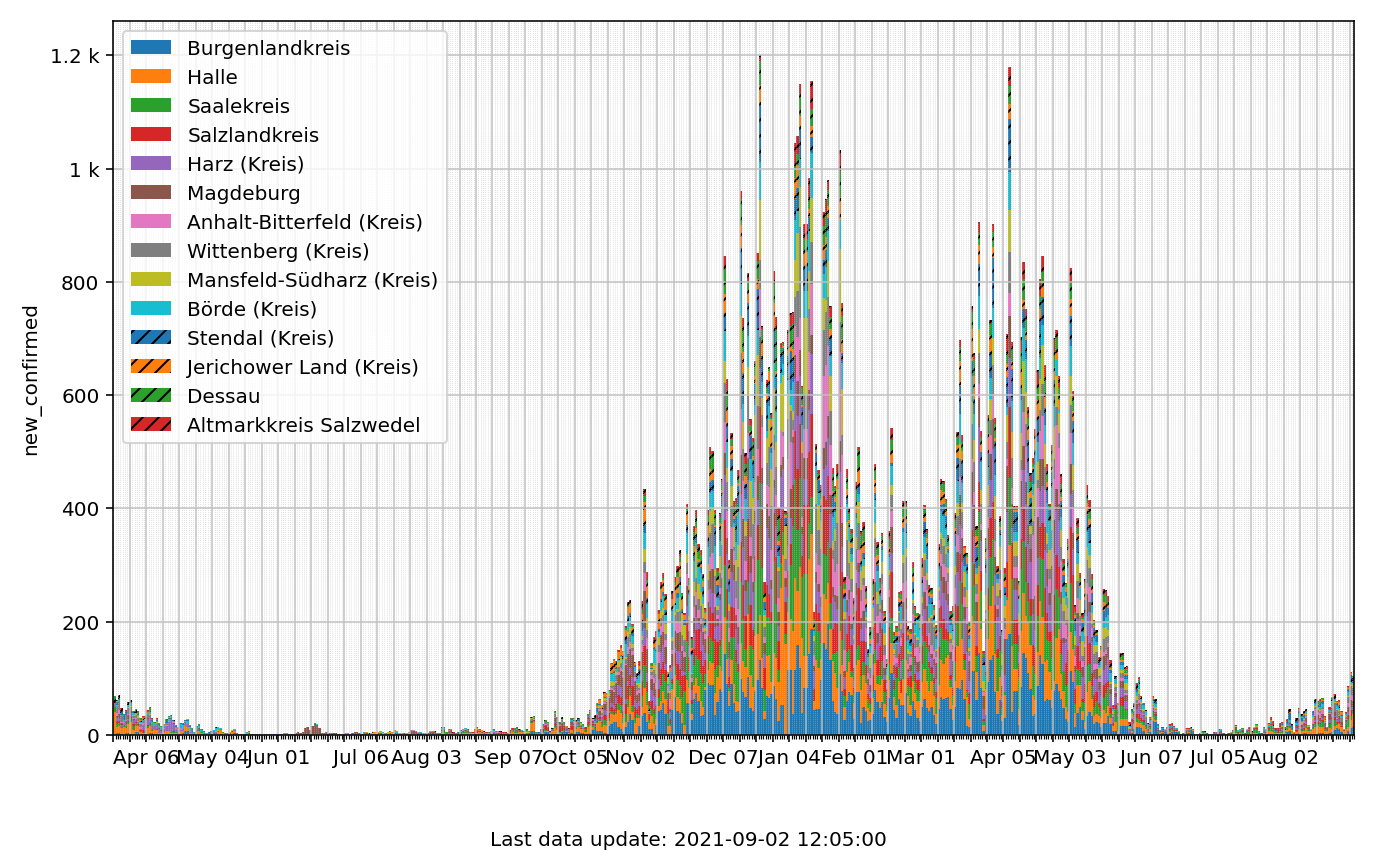 1.2 k
1 k
800
600
400
200
0
new_confirmed
Burgenlandkreis
Halle
Saalekreis
Salzlandkreis
Harz (Kreis)
Magdeburg
Anhalt-Bitterfeld (Kreis)
Wittenberg (Kreis)
Mansfeld-Südharz (Kreis)
Börde (Kreis)
Stendal (Kreis)
Jerichower Land (Kreis)
Dessau
Altmarkkreis Salzwedel
Apr 06 May 04 Jun 01 Jul 06 Aug 03 Sep 07 Oct 05 Nov 02 Dec 07 Jan 04 Feb 01 Mar 01 Apr 05 May 03 Jun 07 Jul 05 Aug 02
Last data update: 2021-09-02 12:05:00